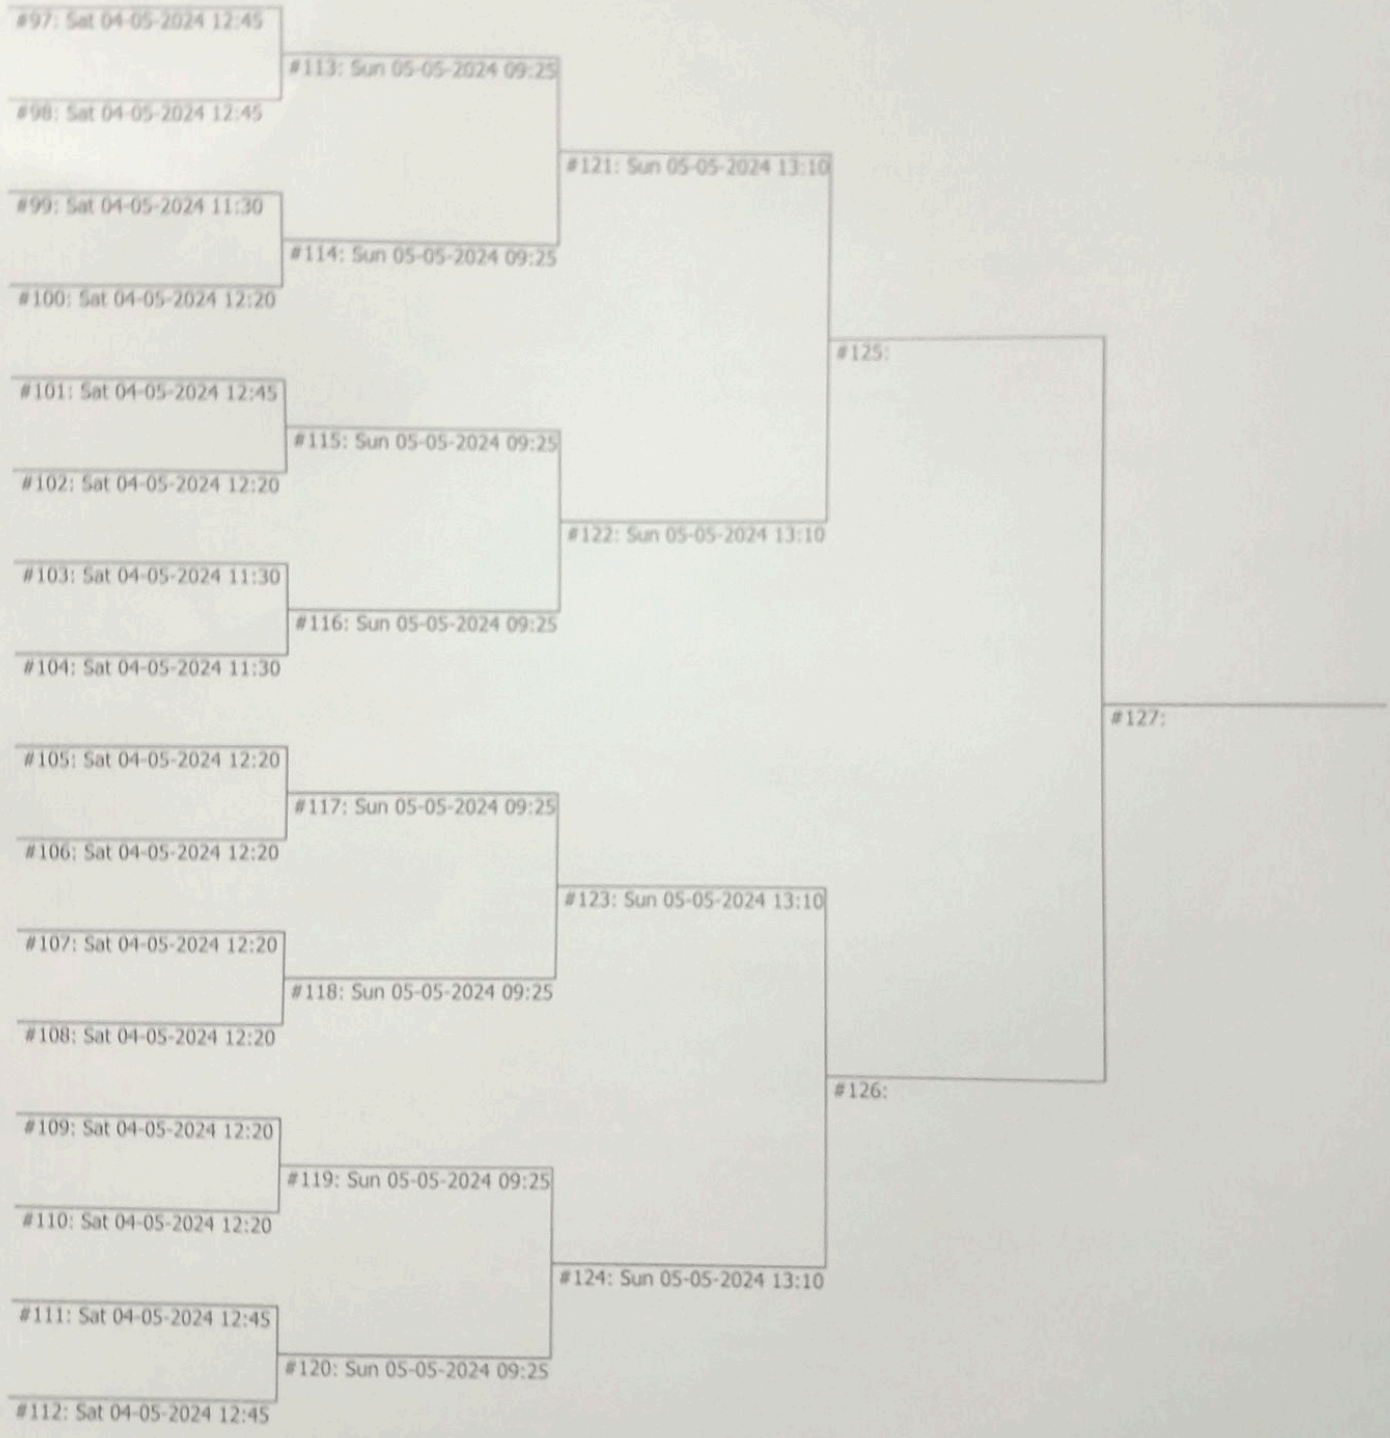 #97: Sat 04-05-2024 12:45
#113: Sun 05-05-2024 09:25
#98: Sat 04-05-2024 12:45
#121: Sun 05-05-2024 13:10
#99: Sat 04-05-2024 11:30
#114: Sun 05-05-2024 09:25
#100: Sat 04-05-2024 12:20
#125:
#101: Sat 04-05-2024 12:45
#115: Sun 05-05-2024 09:25
#102: Sat 04-05-2024 12:20
#122: Sun 05-05-2024 13:10
#103: Sat 04-05-2024 11:30
#116: Sun 05-05-2024 09:25
#104: Sat 04-05-2024 11:30
#127:
#105: Sat 04-05-2024 12:20
#117: Sun 05-05-2024 09:25
#106: Sat 04-05-2024 12:20
#123: Sun 05-05-2024 13:10
#107: Sat 04-05-2024 12:20
#118: Sun 05-05-2024 09:25
#108: Sat 04-05-2024 12:20
#126:
#109: Sat 04-05-2024 12:20
#119: Sun 05-05-2024 09:25
#110: Sat 04-05-2024 12:20
#124: Sun 05-05-2024 13:10
#111: Sat 04-05-2024 12:45
#120: Sun 05-05-2024 09:25
#112: Sat 04-05-2024 12:45